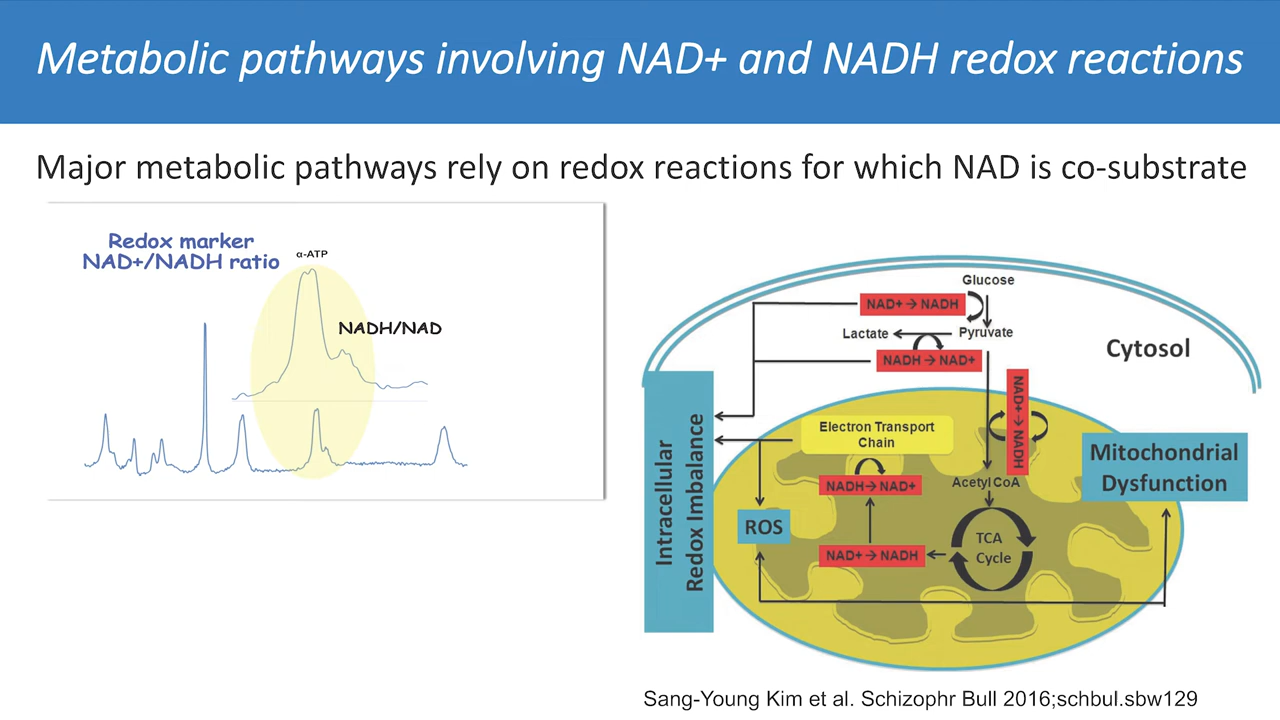 Metabolic pathways involving NAD+ and NADH redox reactions
Major metabolic pathways rely on redox reactions for which NAD is co-substrate
Redox marker
NAD+/NADH ratio
α-ATP
NADH/NAD
Glucose
NAD+ → NADH
Lactate
Pyruvate
NADH → NAD+
Cytosol
NAD+ → NADH
Intracellular
Redox Imbalance
Electron Transport
Chain
Mitochondrial
Dysfunction
NADH → NAD+
Acetyl CoA
ROS
TCA
Cycle
NAD+ → NADH
Sang-Young Kim et al. Schizophr Bull 2016;schbul.sbw129